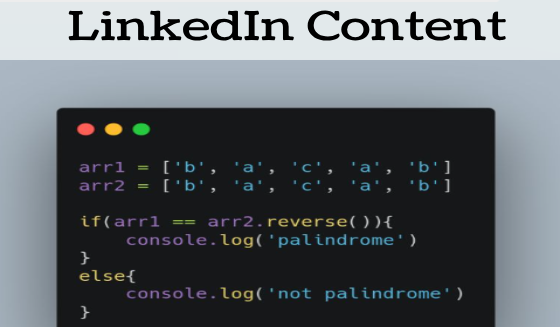 LinkedIn Content
arr1 = ['b', 'a', 'c', 'a', 'b']
arr2 = ['b', 'a', 'c', 'a', 'b']
if(arr1 == arr2.reverse()){
    console.log('palindrome')
}
else{
    console.log('not palindrome')
}